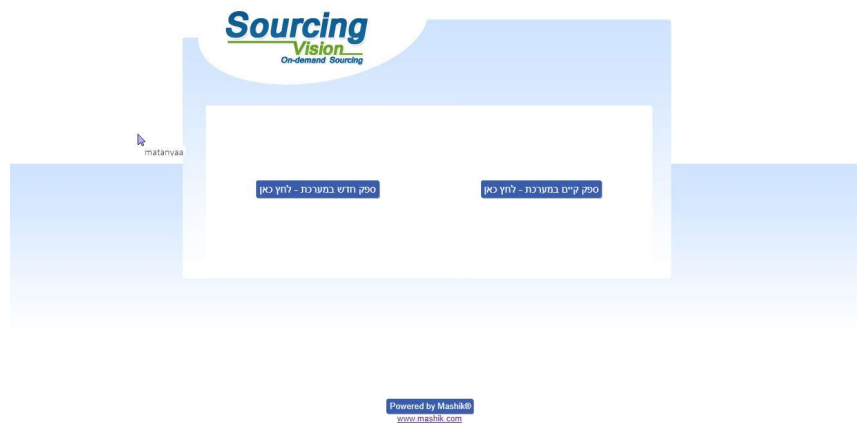 Sourcing
Vision
On-demand Sourcing
matanyaa
ספק קיים במערכת - לחץ כאן
ספק חדש במערכת - לחץ כאן
Powered by Mashik®
www.mashik.com